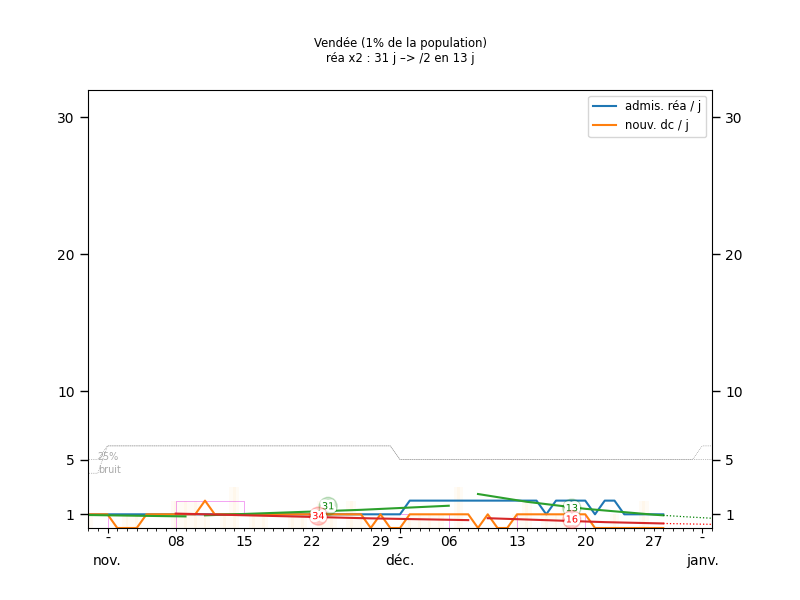 Vendée (1% de la population)
réa x2 : 31 j –> /2 en 13 j
admis. réa / j
nouv. dc / j
30
30
20
20
10
10
5
5
25%
bruit
31
34
13
16
1
1
- 08 15 22 29 - 06 13 20 27 -
nov. déc. janv.